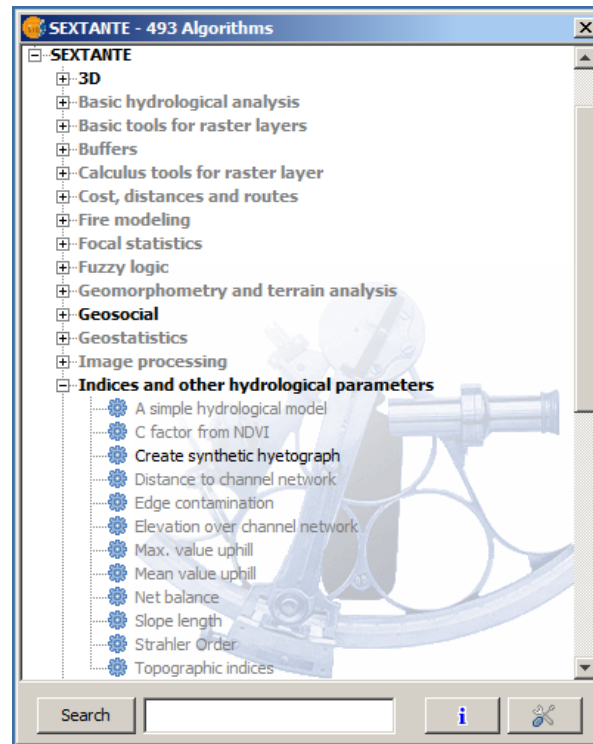 SEXTANTE - 493 Algorithms
SEXTANTE
3D
Basic hydrological analysis
Basic tools for raster layers
Buffers
Calculus tools for raster layer
Cost, distances and routes
Fire modeling
Focal statistics
Fuzzy logic
Geomorphometry and terrain analysis
Geosocial
Geostatistics
Image processing
Indices and other hydrological parameters
A simple hydrological model
C factor from NDVI
Create synthetic hyetograph
Distance to channel network
Edge contamination
Elevation over channel network
Max. value uphill
Mean value uphill
Net balance
Slope length
Strahler Order
Topographic indices
Search i